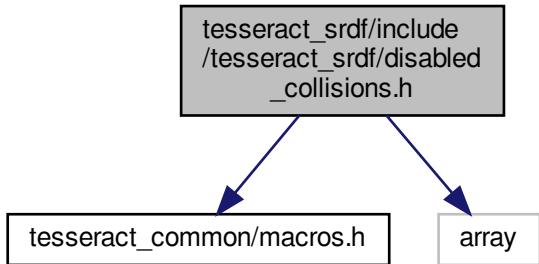 tesseract_srdf/include
/tesseract_srdf/disabled
_collisions.h
tesseract_common/macros.h
array